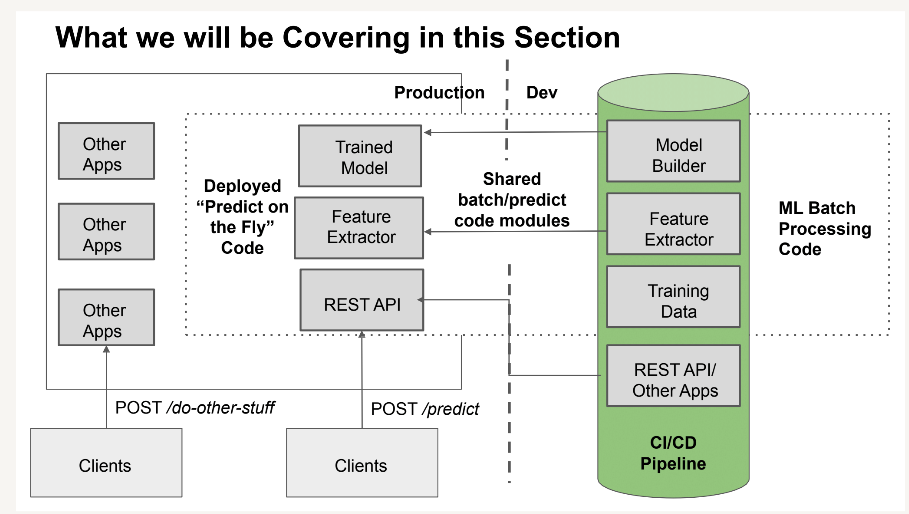 What we will be Covering in this Section
Production
Dev
Other
Apps
Other
Apps
Other
Apps
Deployed
“Predict on
the Fly”
Code
Trained
Model
Feature
Extractor
REST API
Shared
batch/predict
code modules
Model
Builder
Feature
Extractor
Training
Data
REST API/
Other Apps
CI/CD
Pipeline
ML Batch
Processing
Code
POST /do-other-stuff
POST /predict
Clients
Clients